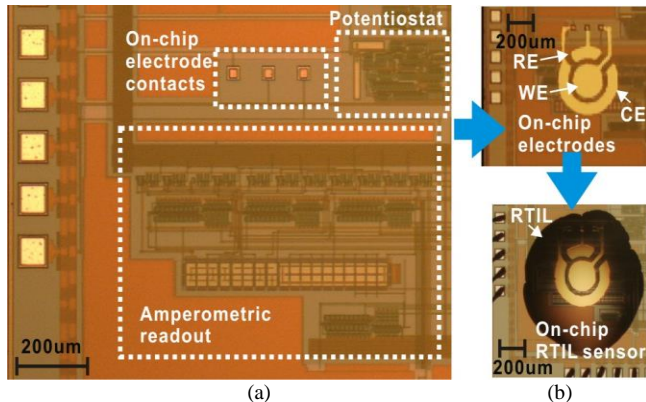 Potentiostat
On-chip
electrode
contacts
Amperometric
readout
200um
(a)
200um
RE
WE
CE
On-chip
electrodes
RTIL
On-chip
RTIL sensor
200um
(b)